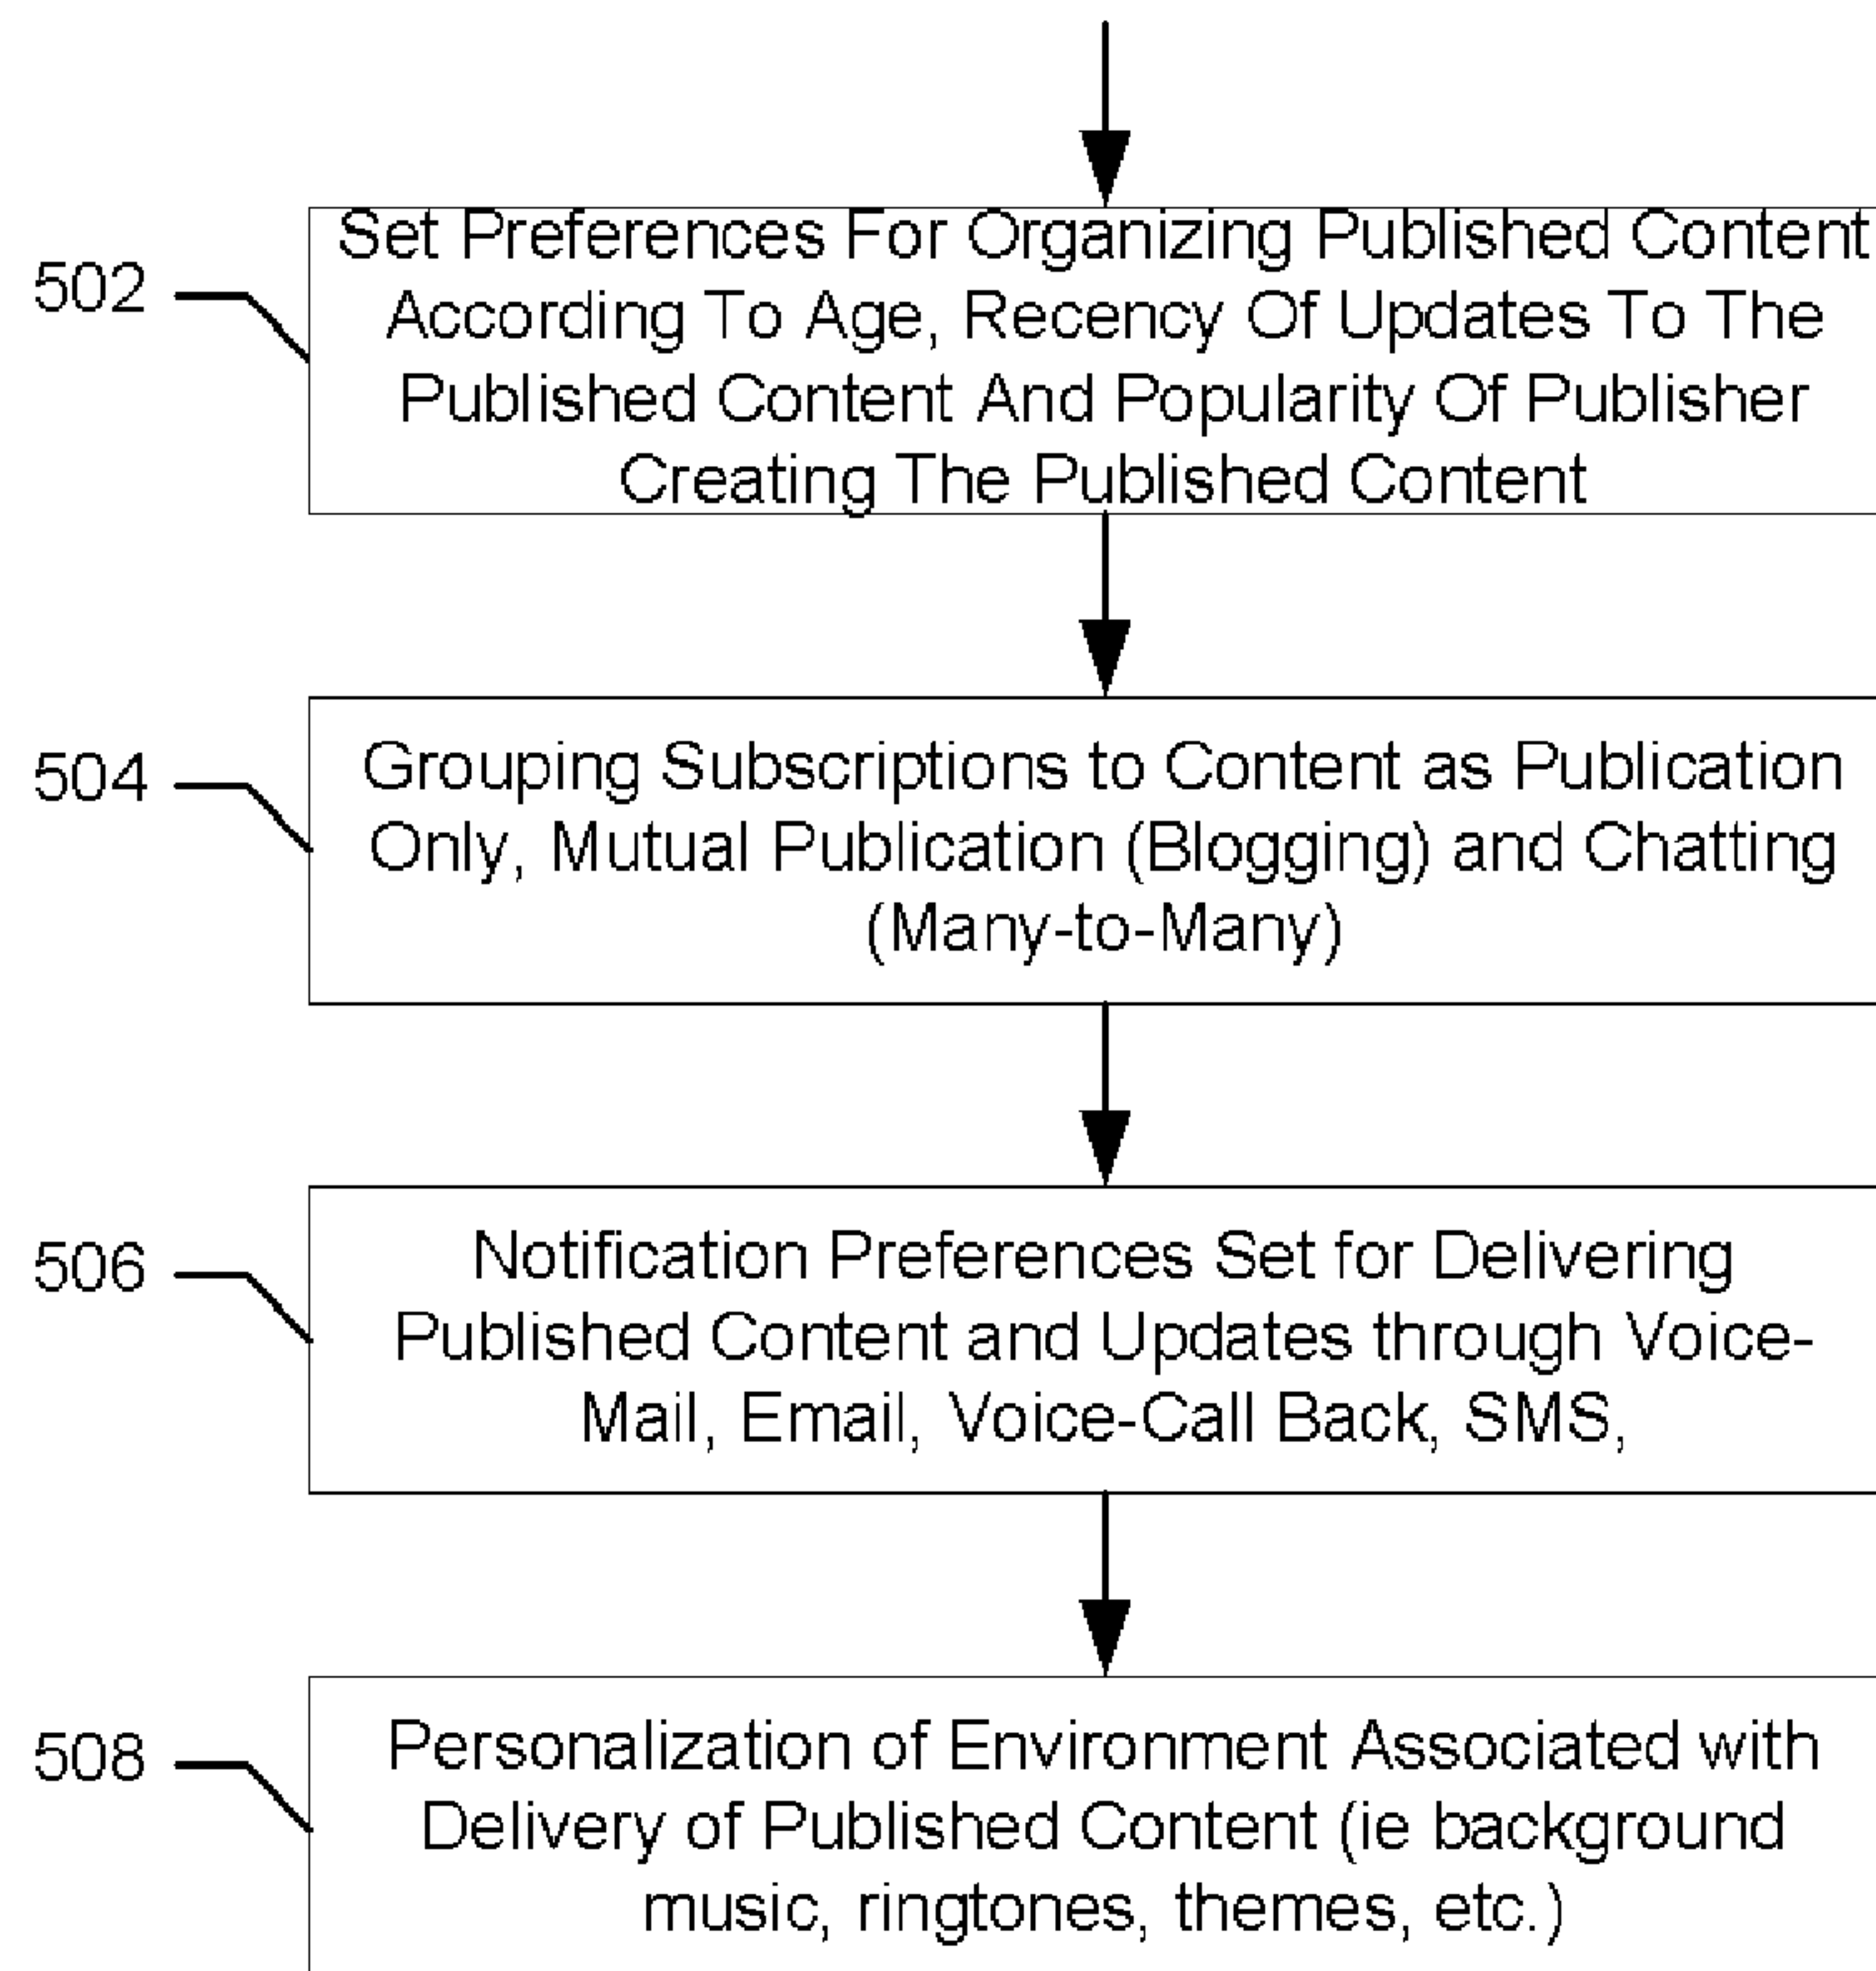 502
Set Preferences For Organizing Published Content
According To Age, Recency Of Updates To The
Published Content And Popularity Of Publisher
Creating The Published Content
504
Grouping Subscriptions to Content as Publication
Only, Mutual Publication (Blogging) and Chatting
(Many-to-Many)
506
Notification Preferences Set for Delivering
Published Content and Updates through Voice-
Mail, Email, Voice-Call Back, SMS,
508
Personalization of Environment Associated with
Delivery of Published Content (ie background
music, ringtones, themes, etc.)